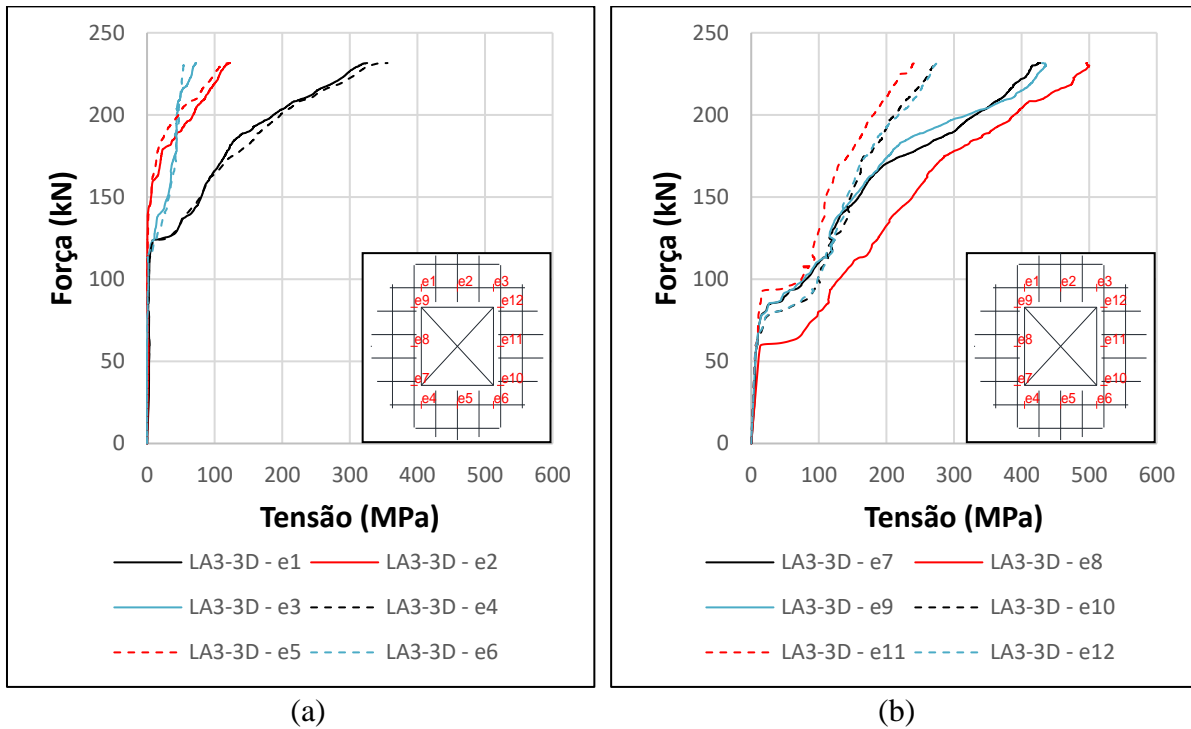 250
200
150
100
50
0
Força (kN)
e1 e2 e3
e9 e12
e8 e11
e7 e10
e4 e5 e6
0 100 200 300 400 500 600
Tensão (MPa)
LA3-3D - e1 LA3-3D - e2
LA3-3D - e3 LA3-3D - e4
LA3-3D - e5 LA3-3D - e6
(a)
250
200
150
100
50
0
Força (kN)
e1 e2 e3
e9 e12
e8 e11
e7 e10
e4 e5 e6
0 100 200 300 400 500 600
Tensão (MPa)
LA3-3D - e7 LA3-3D - e8
LA3-3D - e9 LA3-3D - e10
LA3-3D - e11 LA3-3D - e12
(b)